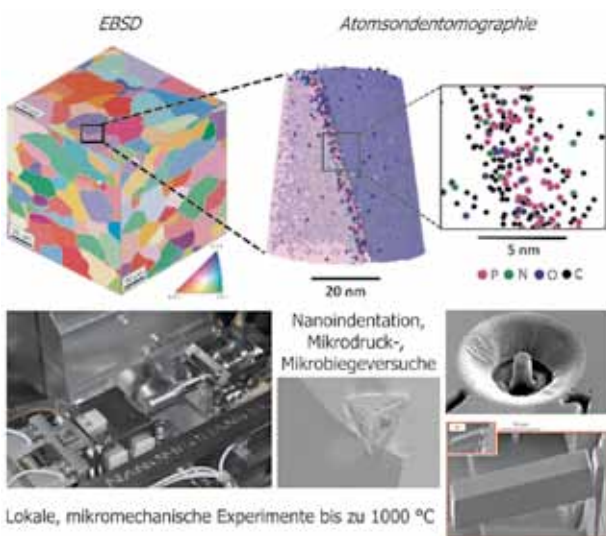 EBSD
Atomsondentomographie
20 nm
5 nm
P N O C
Nanoindentation,
Mikrodruck-,
Mikrobiegeversuche
Lokale, mikromechanische Experimente bis zu 1000 °C